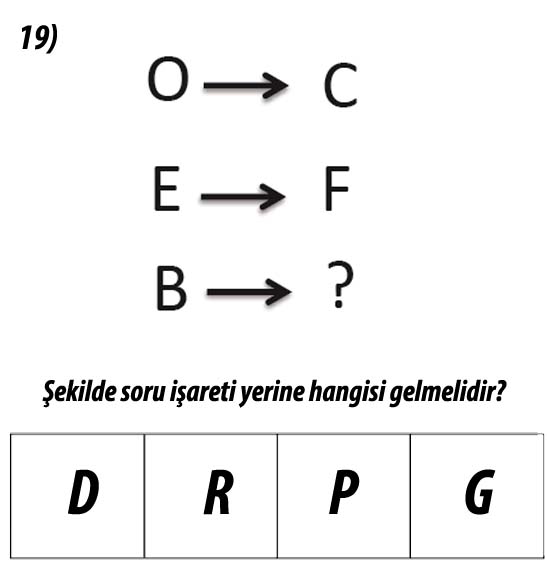 19)
O → C
E → F
B → ?
Şekilde soru işareti yerine hangisi gelmelidir?
D R P G